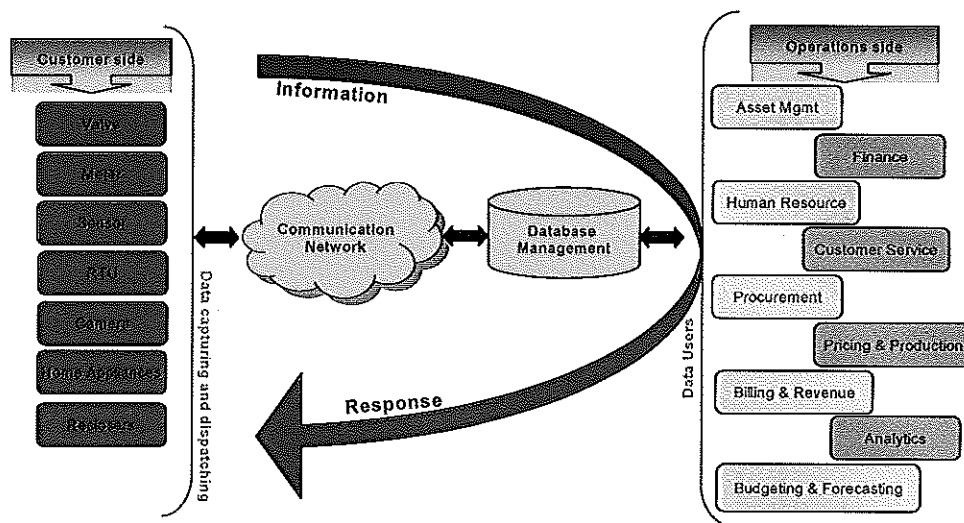 Customer side
Valve
Meter
Sensor
RTU
Camera
Home Appliances
Data capturing and dispatching
Information
Communication
Network
Database
Management
Response
Data Users
Operations side
Asset Mgmt
Finance
Human Resource
Customer Service
Procurement
Pricing & Production
Billing & Revenue
Analytics
Budgeting & Forecasting